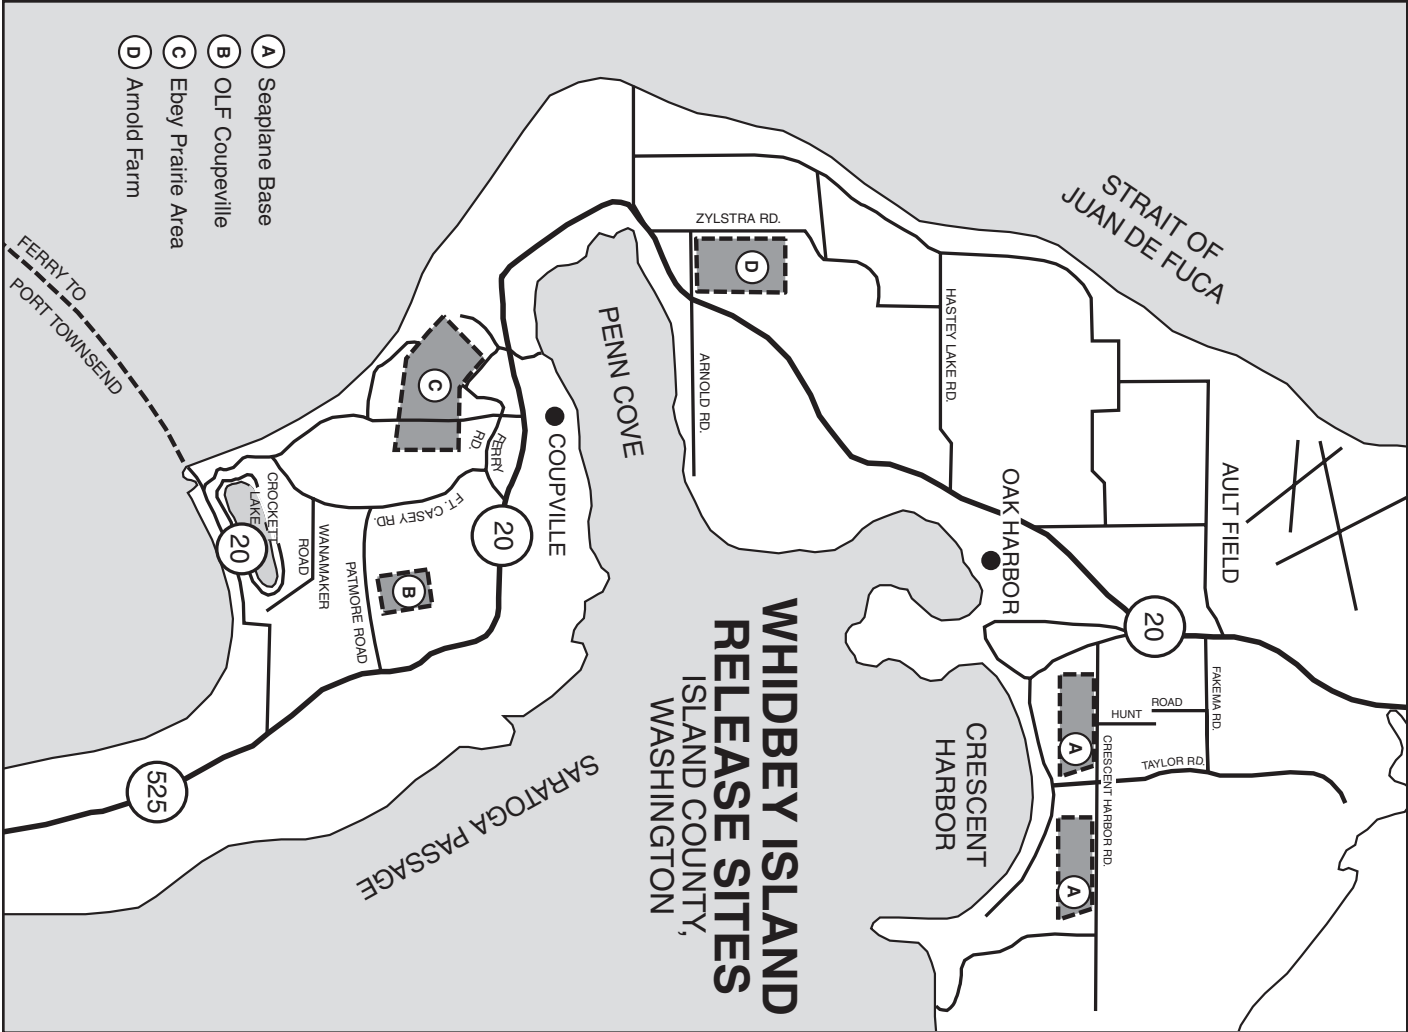 WHIDBEY ISLAND
RELEASE SITES
ISLAND COUNTY,
WASHINGTON
STRAIT OF
JUAN DE FUCA
AULT FIELD
20
FAKEMA RD.
ROAD
HUNT
TAYLOR RD.
CRESCENT HARBOR RD.
A
A
OAK HARBOR
CRESCENT
HARBOR
HASTEY LAKE RD.
ZYLSTRA RD.
D
ARNOLD RD.
PENN COVE
COUPVILLE
20
FERRY
RD.
C
FT. CASEY RD.
B
PATMORE ROAD
WANAMAKER
ROAD
CROCKETT
LAKE
20
525
SARATOGA PASSAGE
FERRY TO
PORT TOWNSEND
A Seaplane Base
B OLF Coupeville
C Ebey Prairie Area
D Arnold Farm